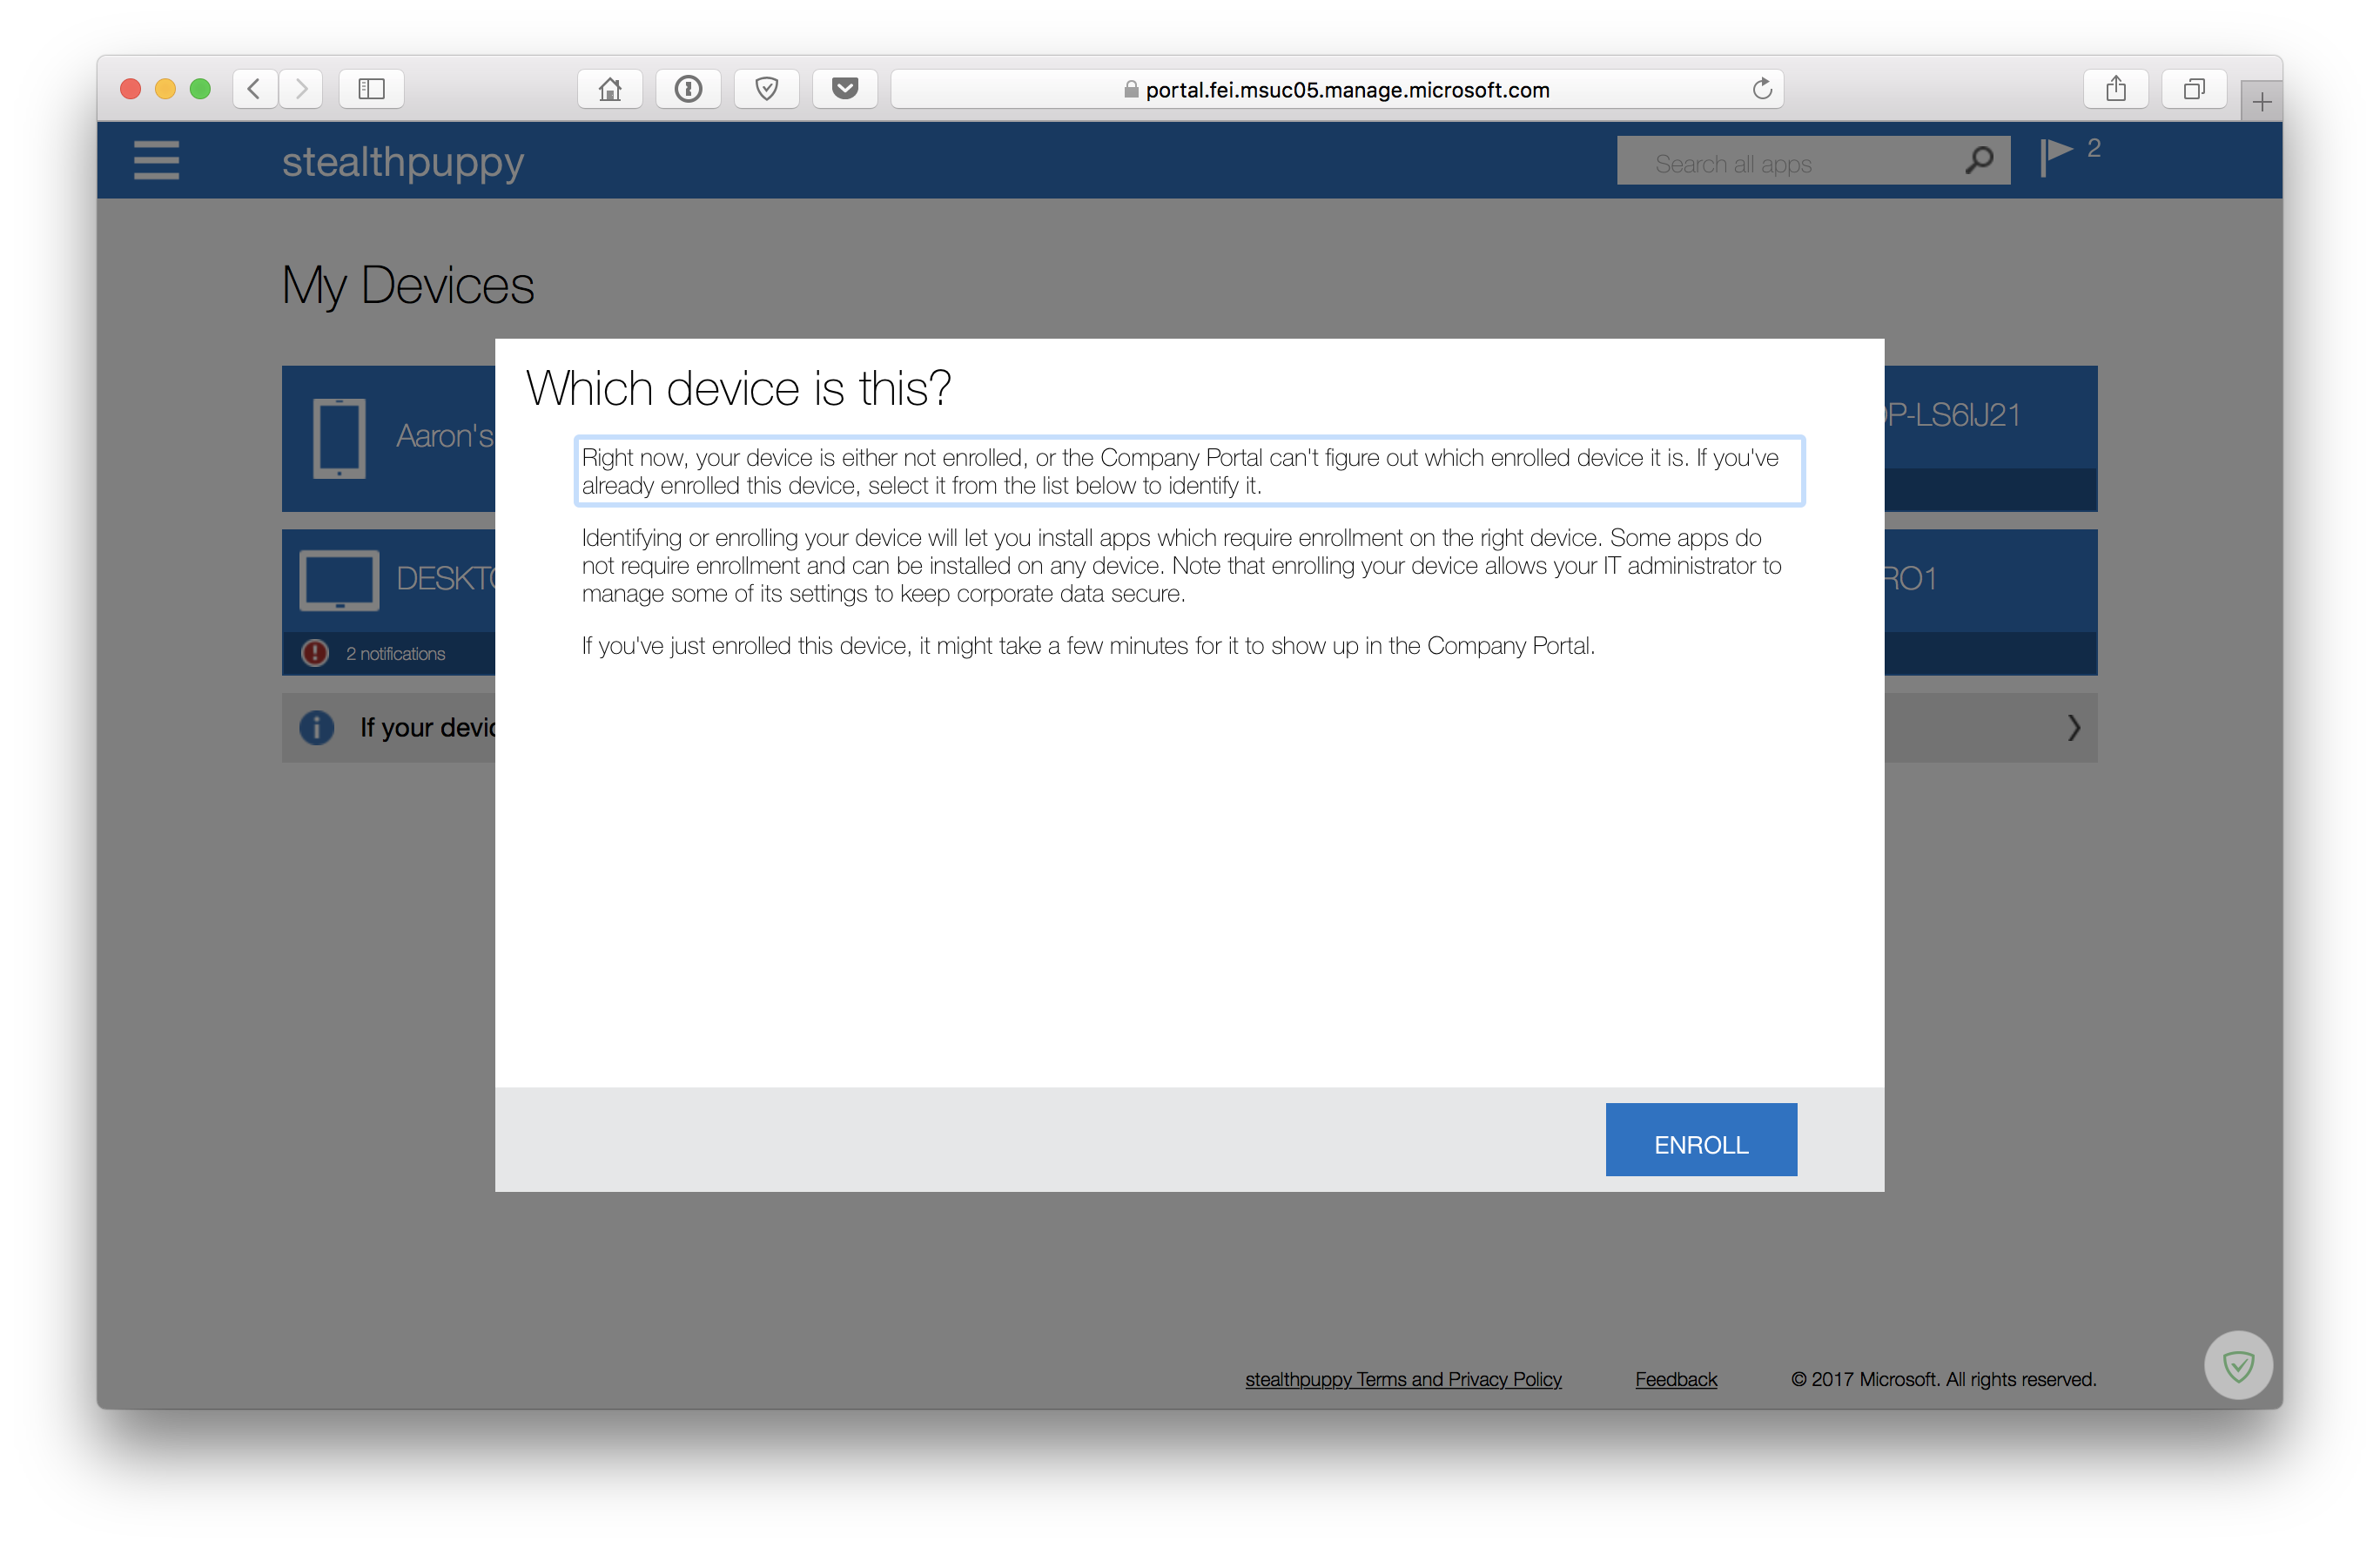 portal.fei.msuc05.manage.microsoft.com
stealthpuppy
Search all apps
2
My Devices
Aaron's
P-LS6IJ21
2 notifications
RO1
If your
Which device is this?
Right now, your device is either not enrolled, or the Company Portal can't figure out which enrolled device it is. If you've
already enrolled this device, select it from the list below to identify it.
Identifying or enrolling your device will let you install apps which require enrollment on the right device. Some apps do
not require enrollment and can be installed on any device. Note that enrolling your device allows your IT administrator to
manage some of its settings to keep corporate data secure.
If you've just enrolled this device, it might take a few minutes for it to show up in the Company Portal.
ENROLL
stealthpuppy Terms and Privacy Policy
Feedback
© 2017 Microsoft. All rights reserved.